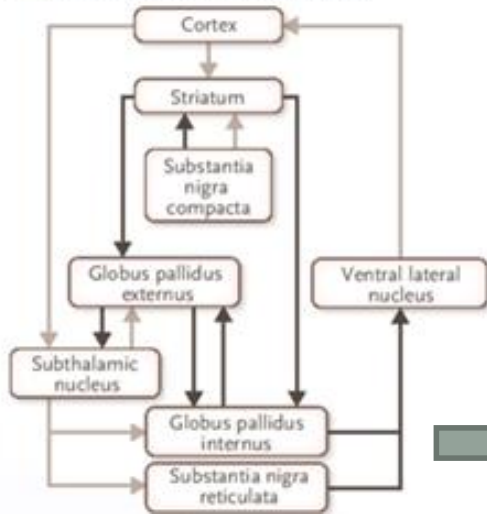 Cortex
Striatum
Substantia
nigra
compacta
Globus pallidus
externus
Ventral lateral
nucleus
Subthalamic
nucleus
Globus pallidus
internus
Substantia nigra
reticulata